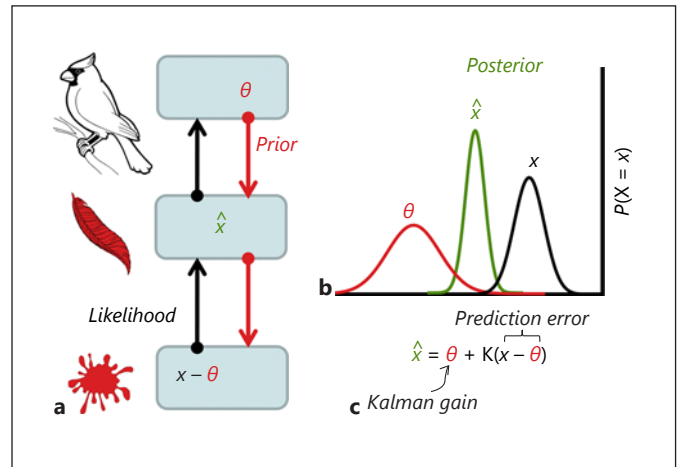 θ
Prior
x̂
Likelihood
x – θ
a
Posterior
x̂
x
θ
P(X = x)
b
Prediction error
x̂ = θ + K(x – θ)
c
Kalman gain